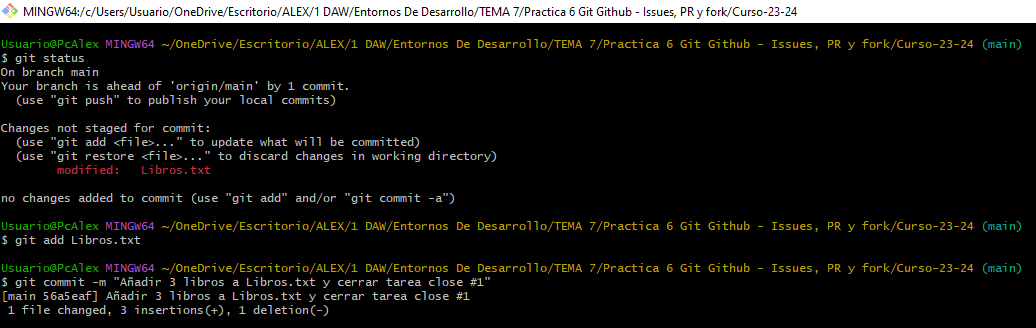 MINGW64:/c/Users/Usuario/OneDrive/Escritorio/ALEX/1 DAW/Entornos De Desarrollo/TEMA 7/Practica 6 Git Github - Issues, PR y fork/Curso-23-24
Usuario@PcAlex MINGW64 ~/OneDrive/Escritorio/ALEX/1 DAW/Entornos De Desarrollo/TEMA 7/Practica 6 Git Github - Issues, PR y fork/Curso-23-24 (main)
$ git status
On branch main
Your branch is ahead of 'origin/main' by 1 commit.
  (use "git push" to publish your local commits)
Changes not staged for commit:
  (use "git add <file>..." to update what will be committed)
  (use "git restore <file>..." to discard changes in working directory)
        modified:   Libros.txt
no changes added to commit (use "git add" and/or "git commit -a")
Usuario@PcAlex MINGW64 ~/OneDrive/Escritorio/ALEX/1 DAW/Entornos De Desarrollo/TEMA 7/Practica 6 Git Github - Issues, PR y fork/Curso-23-24 (main)
$ git add Libros.txt
Usuario@PcAlex MINGW64 ~/OneDrive/Escritorio/ALEX/1 DAW/Entornos De Desarrollo/TEMA 7/Practica 6 Git Github - Issues, PR y fork/Curso-23-24 (main)
$ git commit -m "Añadir 3 libros a Libros.txt y cerrar tarea close #1"
[main 56a5eaf] Añadir 3 libros a Libros.txt y cerrar tarea close #1
 1 file changed, 3 insertions(+), 1 deletion(-)